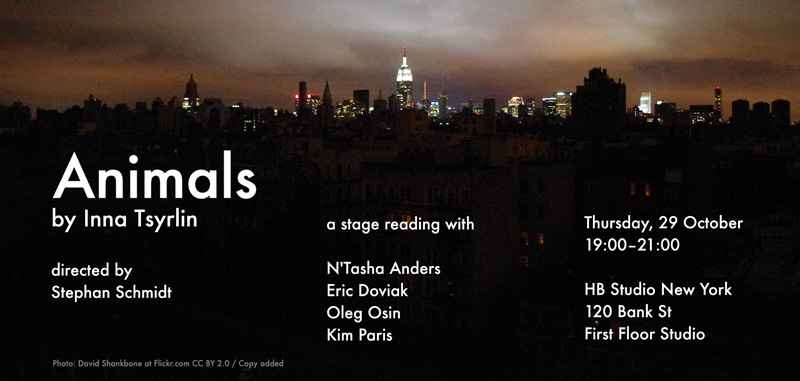 Animals
by Inna Tsyrlin
directed by
Stephan Schmidt
a stage reading with
N'Tasha Anders
Eric Doviak
Oleg Osin
Kim Paris
Thursday, 29 October
19:00–21:00
HB Studio New York
120 Bank St
First Floor Studio
Photo: David Shankbone at Flickr.com CC BY 2.0 / Copy added